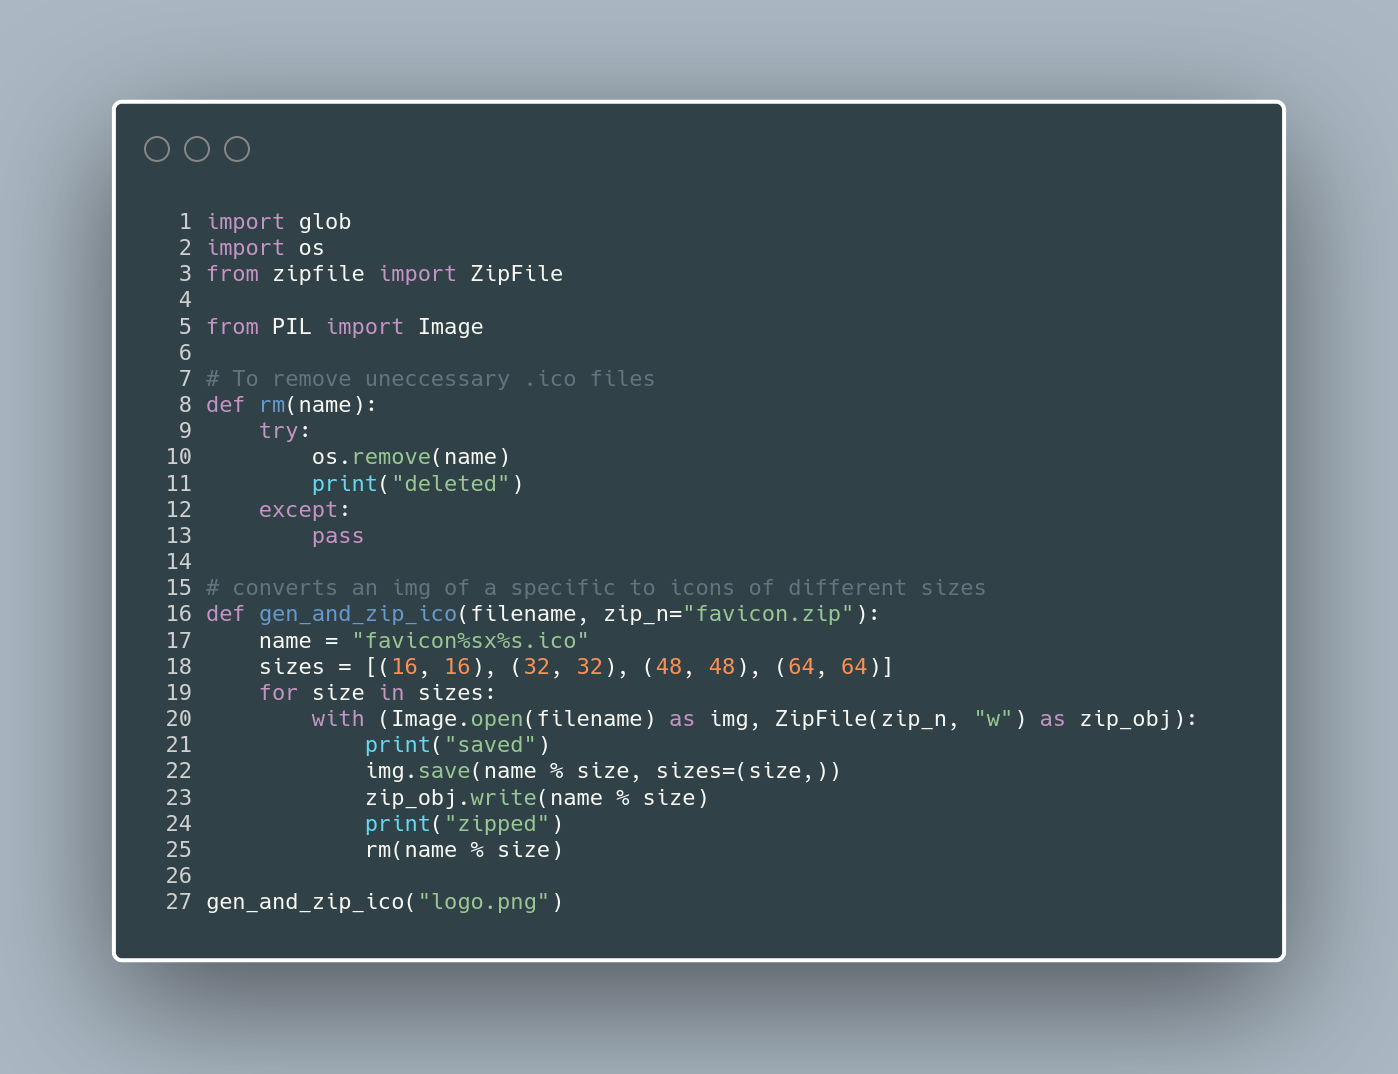 1 import glob
2 import os
3 from zipfile import ZipFile
4
5 from PIL import Image
6
7 # To remove uneccessary .ico files
8 def rm(name):
9     try:
10         os.remove(name)
11         print("deleted")
12     except:
13         pass
14
15 # converts an img of a specific to icons of different sizes
16 def gen_and_zip_ico(filename, zip_n="favicon.zip"):
17     name = "favicon%sx%s.ico"
18     sizes = [(16, 16), (32, 32), (48, 48), (64, 64)]
19     for size in sizes:
20         with (Image.open(filename) as img, ZipFile(zip_n, "w") as zip_obj):
21             print("saved")
22             img.save(name % size, sizes=(size,))
23             zip_obj.write(name % size)
24             print("zipped")
25             rm(name % size)
26
27 gen_and_zip_ico("logo.png")